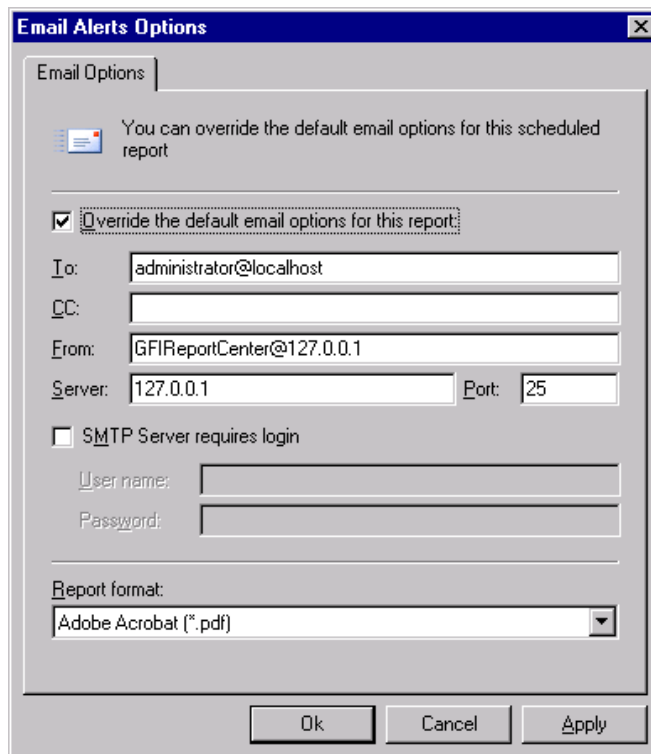 Email Alerts Options
Email Options
You can override the default email options for this scheduled
report
Override the default email options for this report:
To: administrator@localhost
CC:
From: GFIReportCenter@127.0.0.1
Server: 127.0.0.1 Port: 25
SMTP Server requires login
User name:
Password:
Report format:
Adobe Acrobat (*.pdf)
Ok Cancel Apply